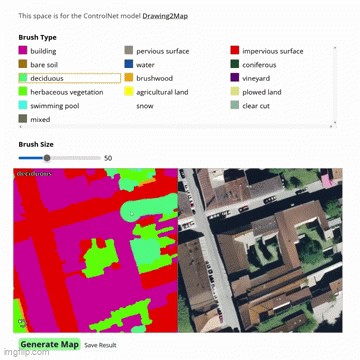 This space is for the ControlNet model Drawing2Map
Brush Type
building
pervious surface
impervious surface
bare soil
water
coniferous
deciduous
brushwood
vineyard
herbaceous vegetation
agricultural land
plowed land
swimming pool
snow
clear cut
mixed
Brush Size
50
deciduous
Generate Map
Save Result
imgflip.com